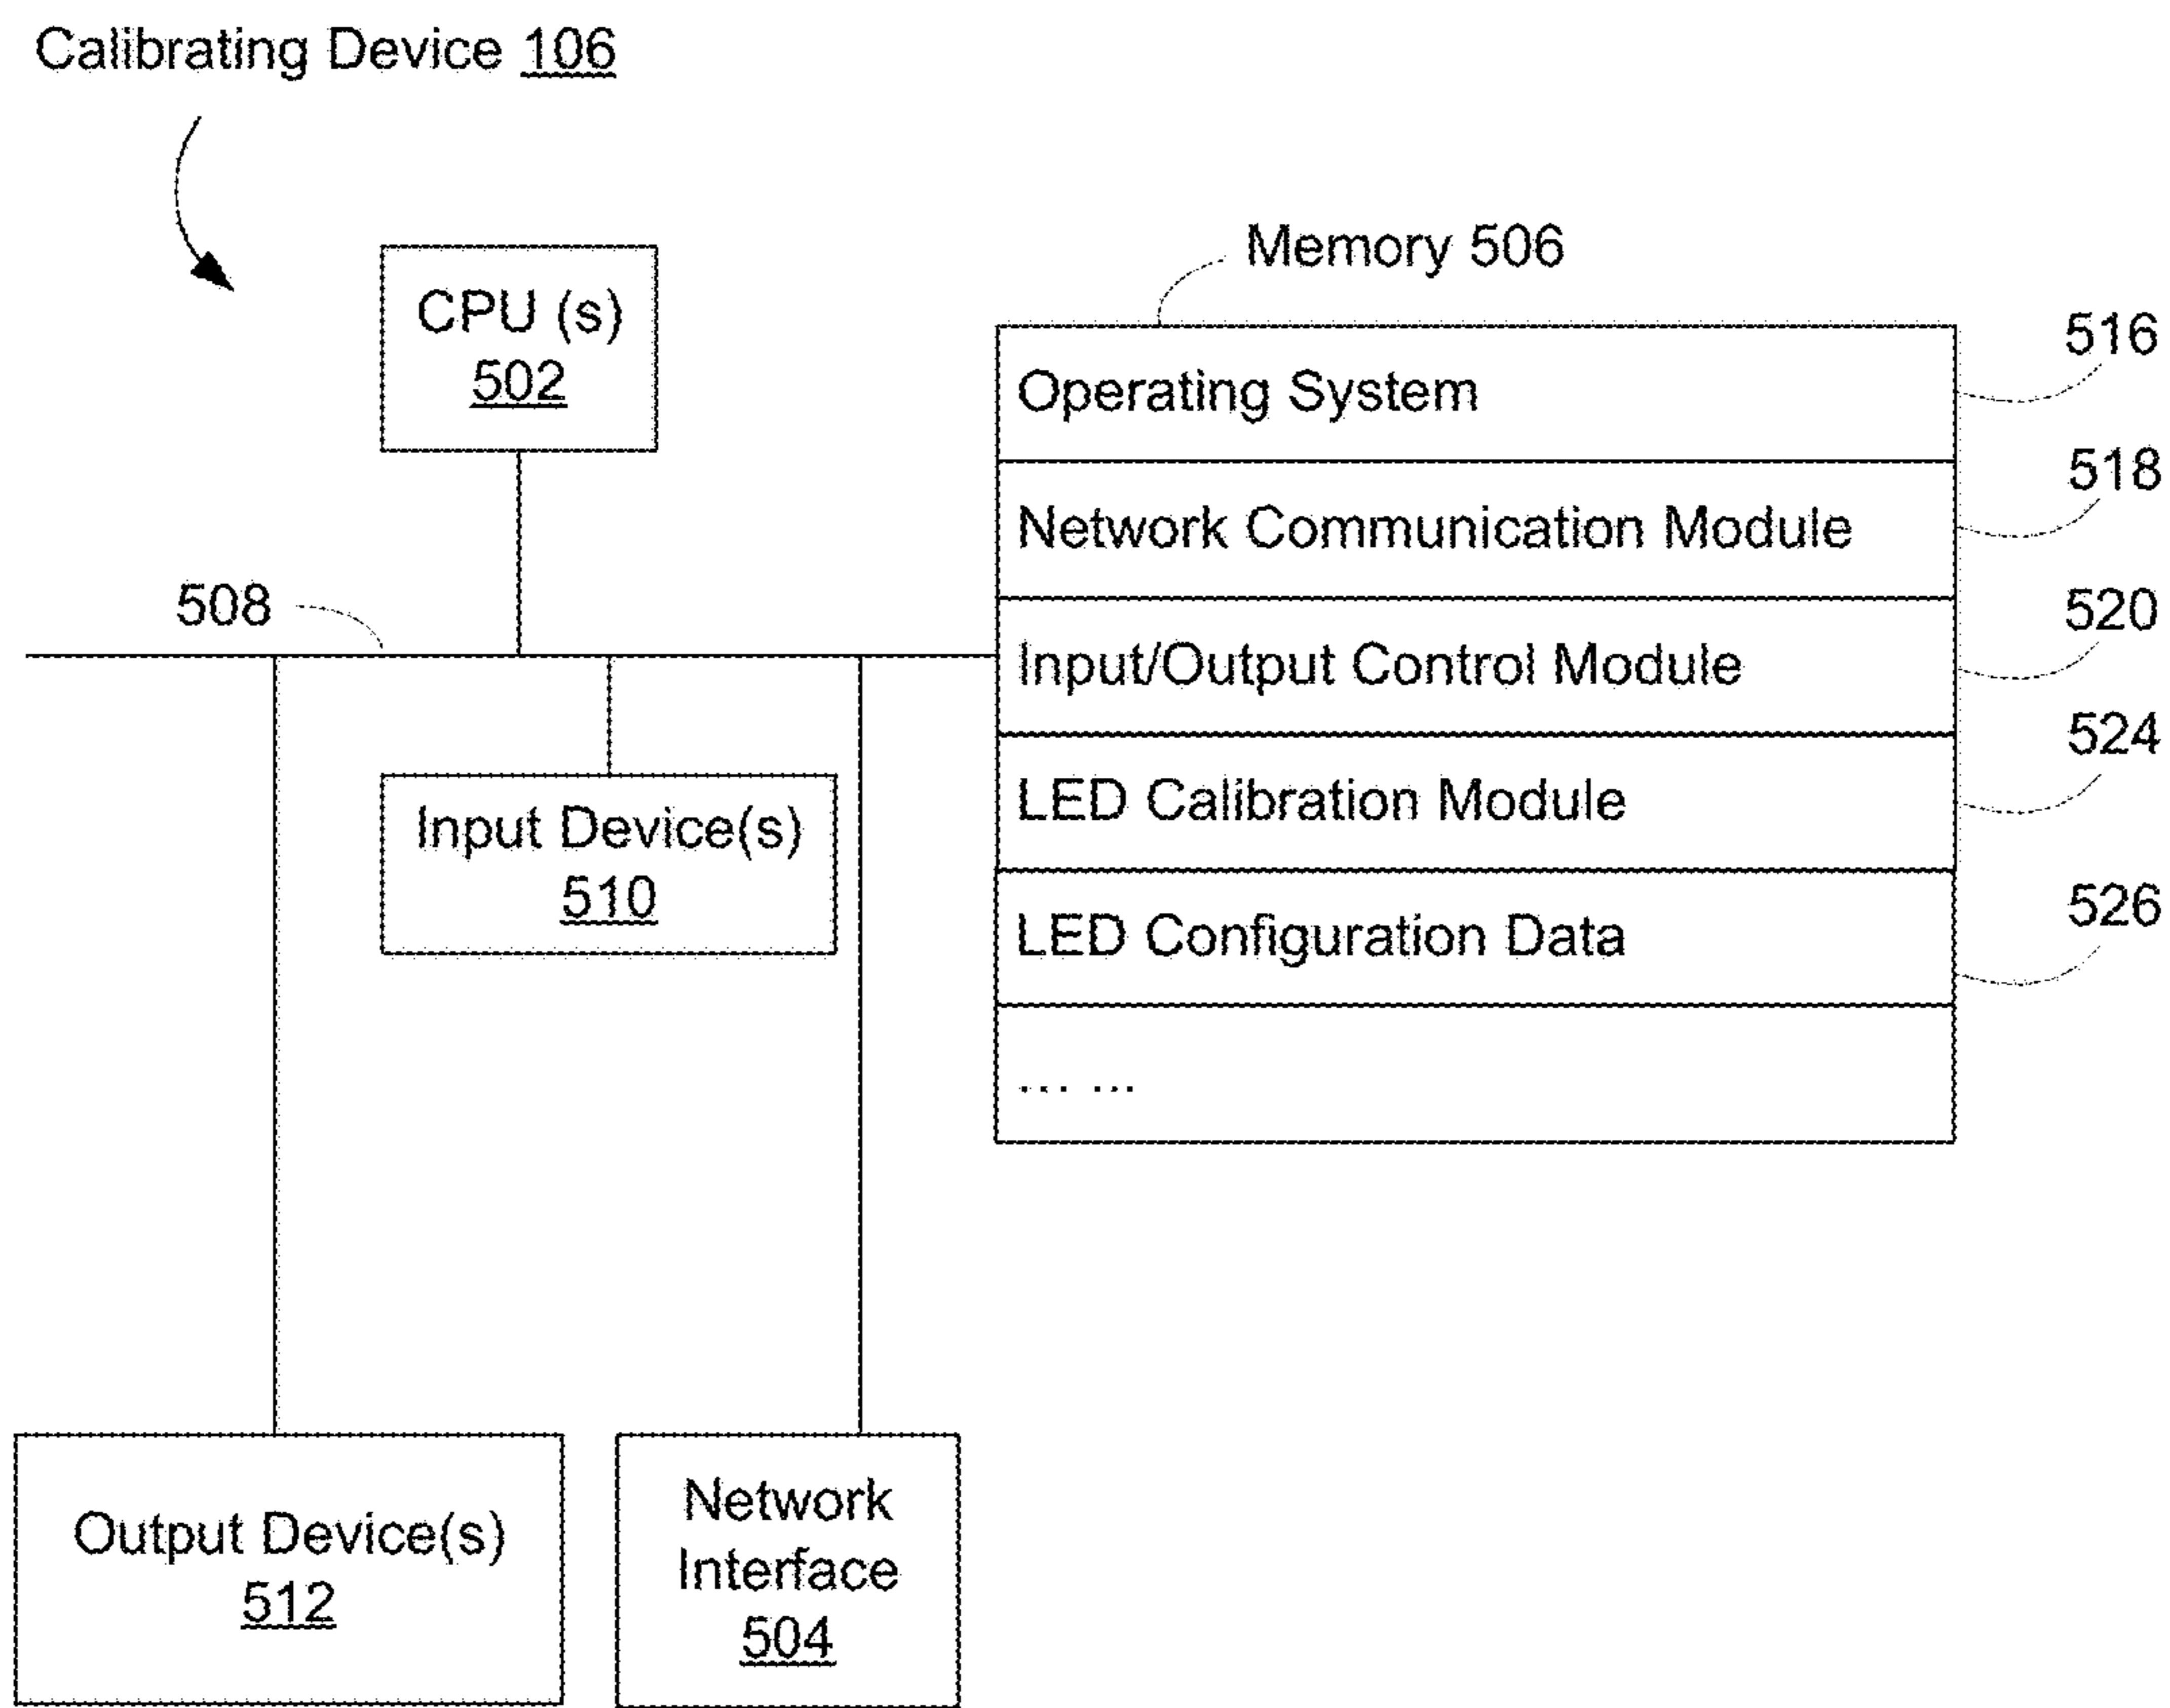 Calibrating Device 106
CPU (s)
502
Memory 506
Operating System
516
Network Communication Module
518
508
Input/Output Control Module
520
LED Calibration Module
524
Input Device(s)
510
LED Configuration Data
526
... ...
Output Device(s)
512
Network
Interface
504